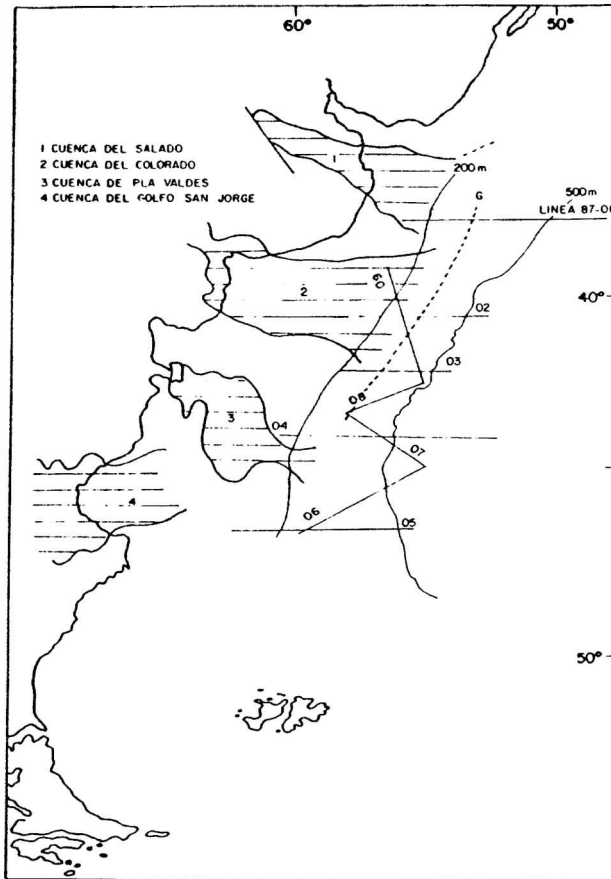 60°
50°
1 CUENCA DEL SALADO
2 CUENCA DEL COLORADO
3 CUENCA DE PLA VALDES
4 CUENCA DEL GOLFO SAN JORGE
1
200 m
G
500m
LINEA 87-0
2
60
40°
02
03
08
3
04
07
4
06
05
50°